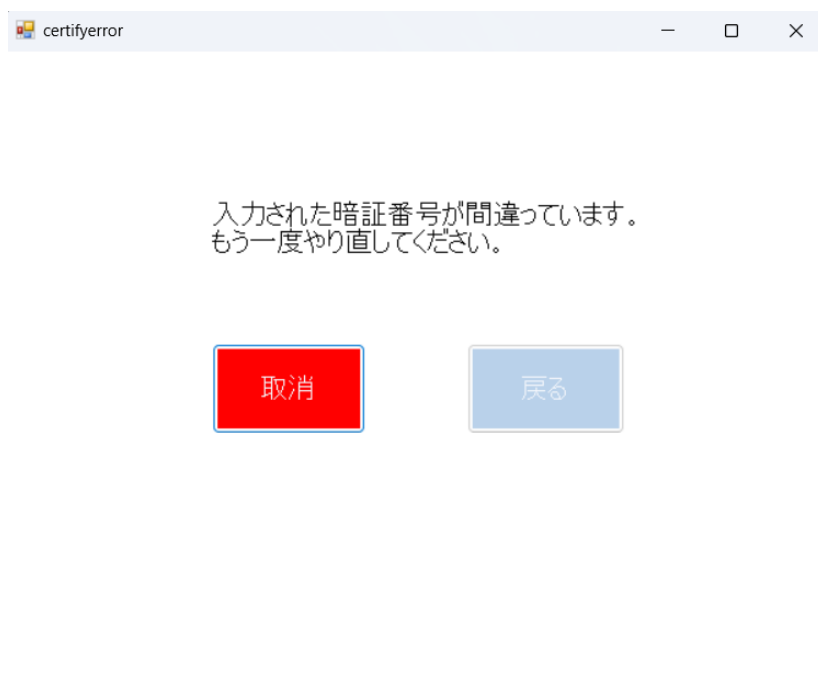 certifyerror
入力された暗証番号が間違っています。
もう一度やり直してください。
取消
戻る